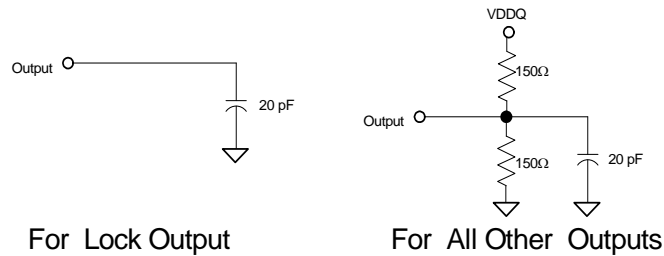 Output
20 pF
For Lock Output
VDDQ
150Ω
Output
150Ω
20 pF
For All Other Outputs